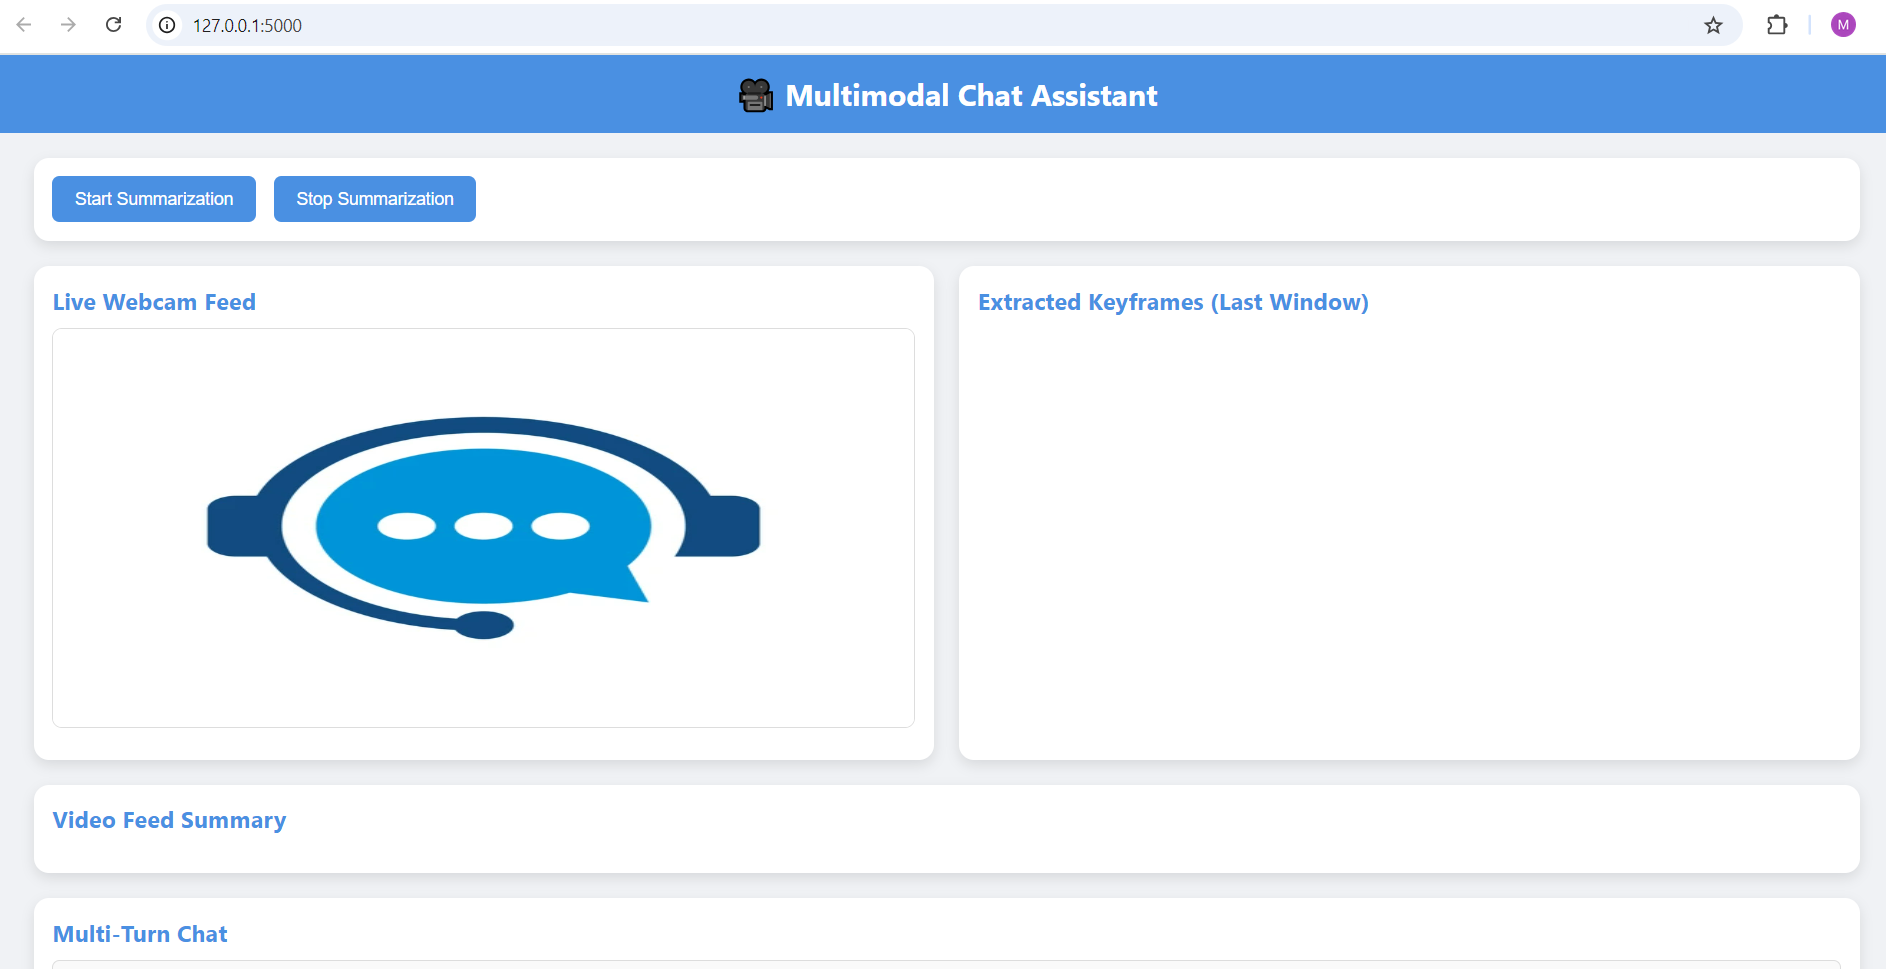 127.0.0.1:5000
M
Multimodal Chat Assistant
Start Summarization
Stop Summarization
Live Webcam Feed
Extracted Keyframes (Last Window)
Video Feed Summary
Multi-Turn Chat